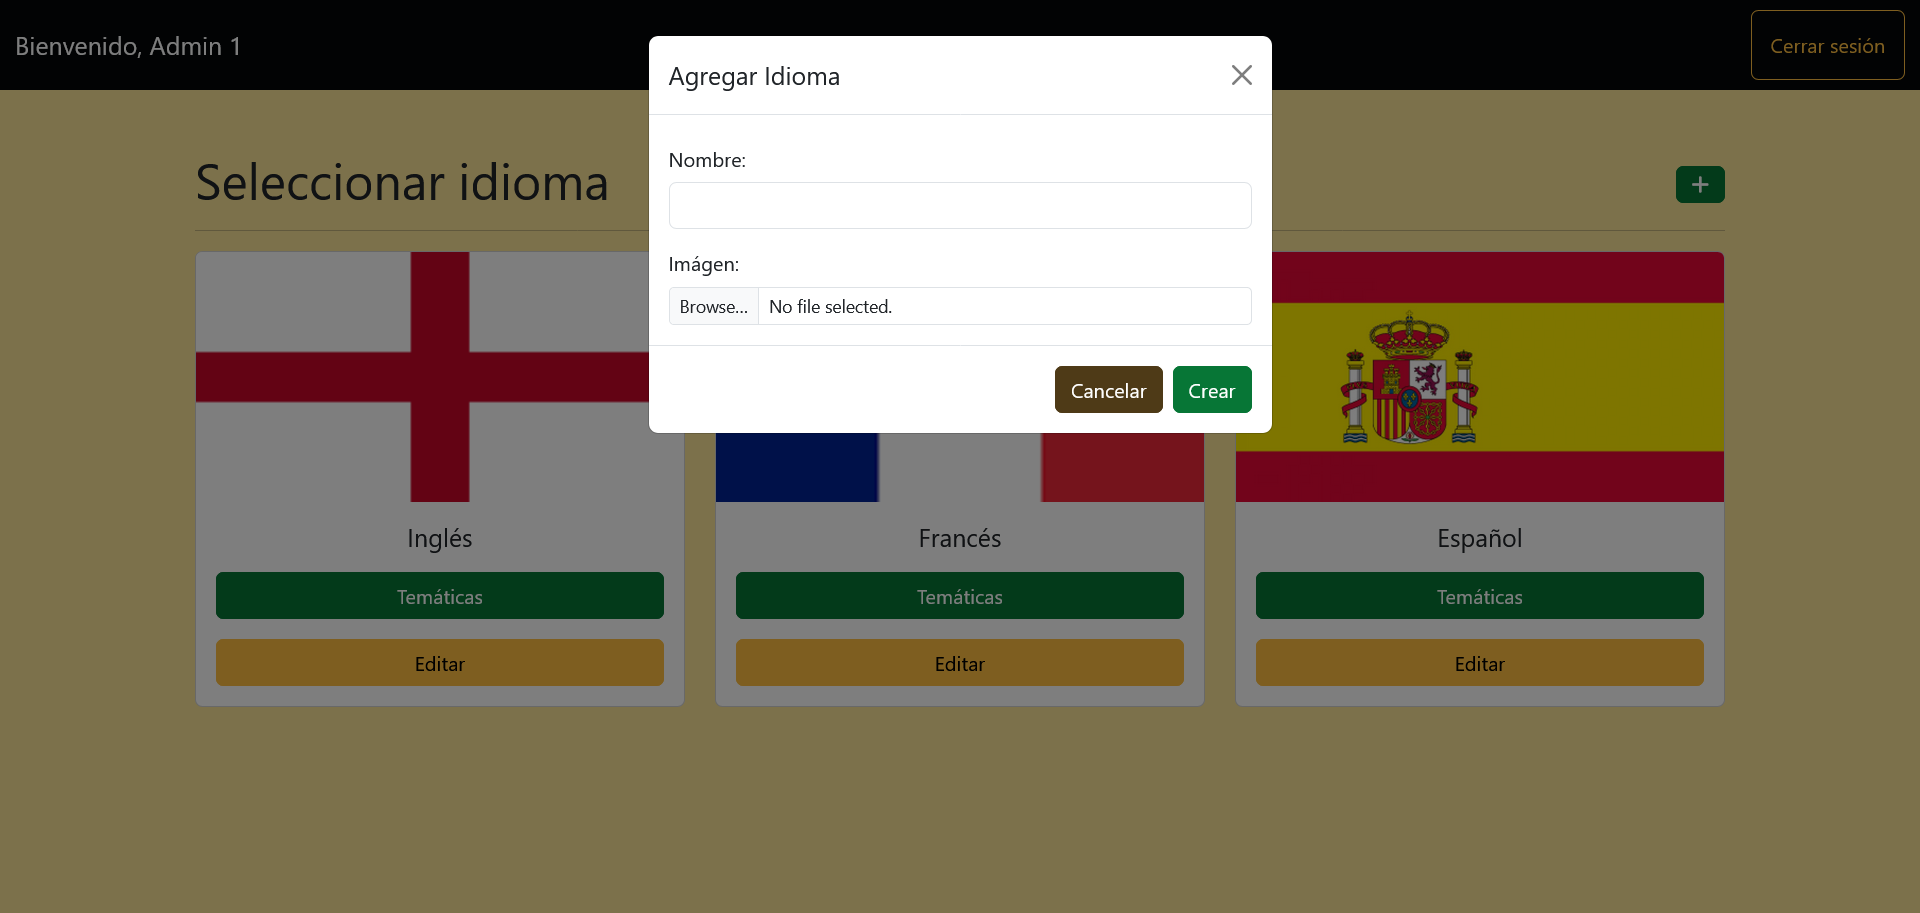 Bienvenido, Admin 1
Cerrar sesión
Agregar Idioma
Nombre:
Imágen:
Browse... No file selected.
Cancelar Crear
Seleccionar idioma
+
Inglés
Temáticas
Editar
Francés
Temáticas
Editar
Español
Temáticas
Editar